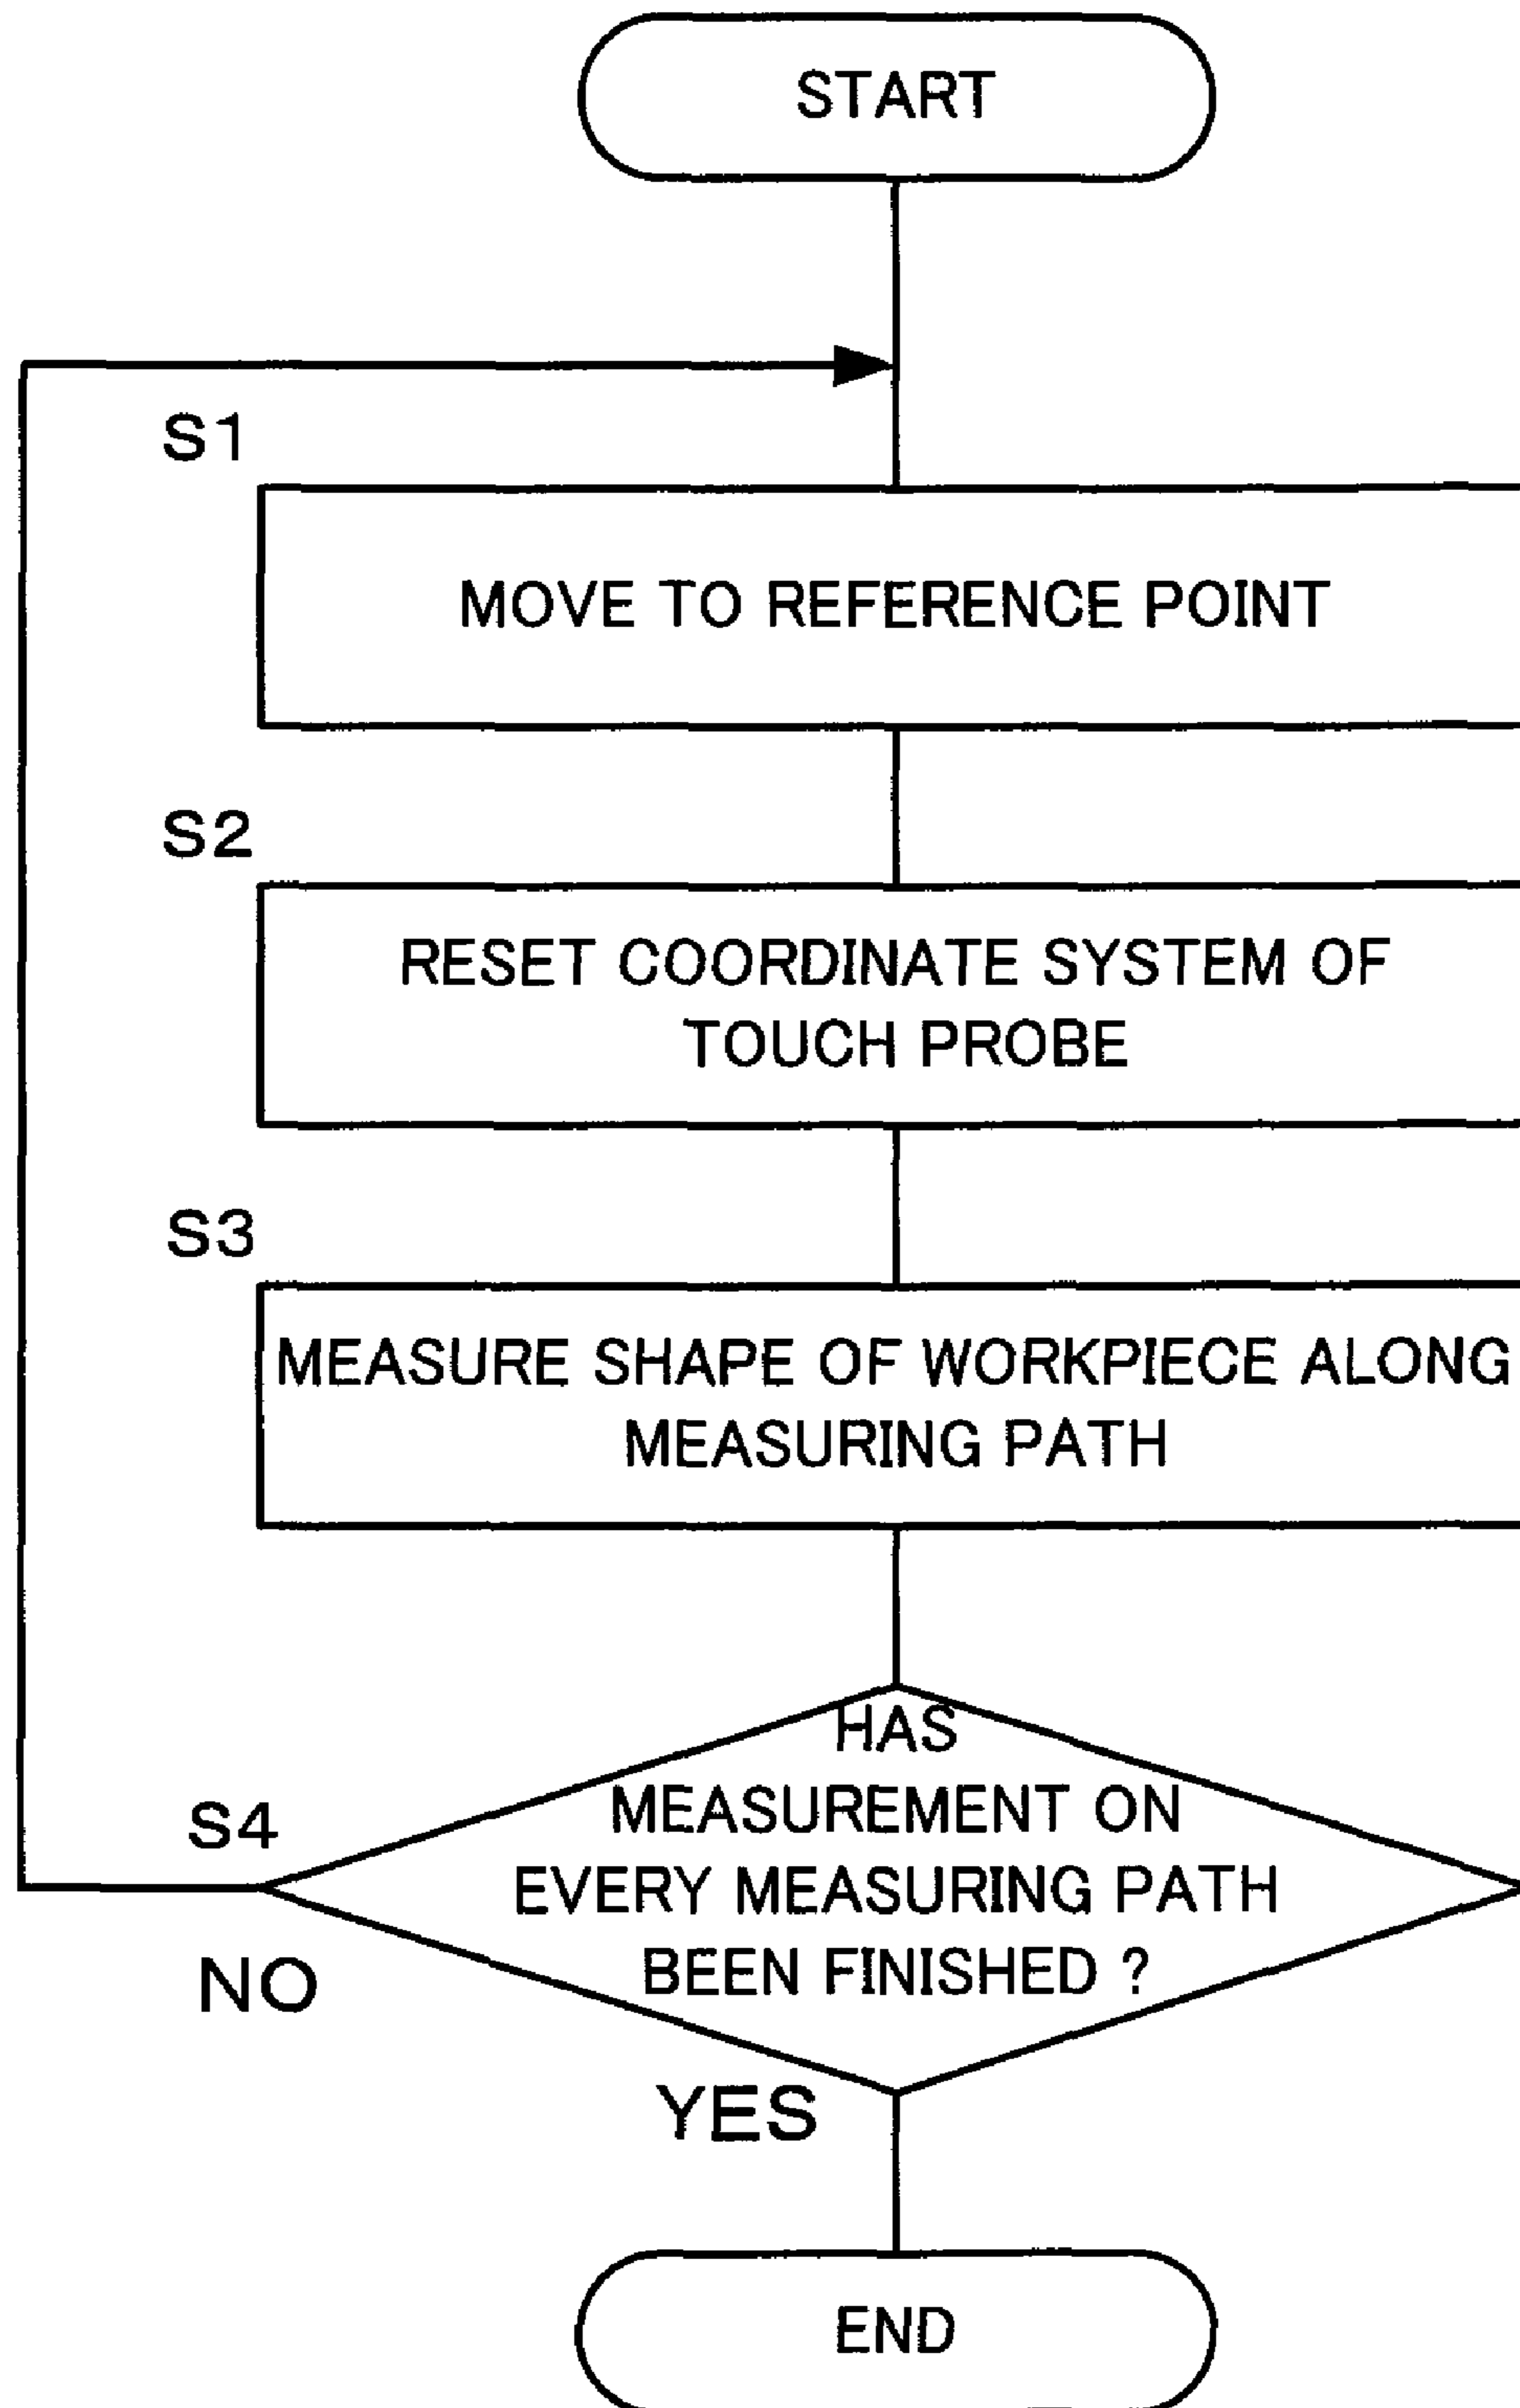 START
S1
MOVE TO REFERENCE POINT
S2
RESET COORDINATE SYSTEM OF
TOUCH PROBE
S3
MEASURE SHAPE OF WORKPIECE ALONG
MEASURING PATH
HAS
S4
MEASUREMENT ON
EVERY MEASURING PATH
BEEN FINISHED ?
NO
YES
END